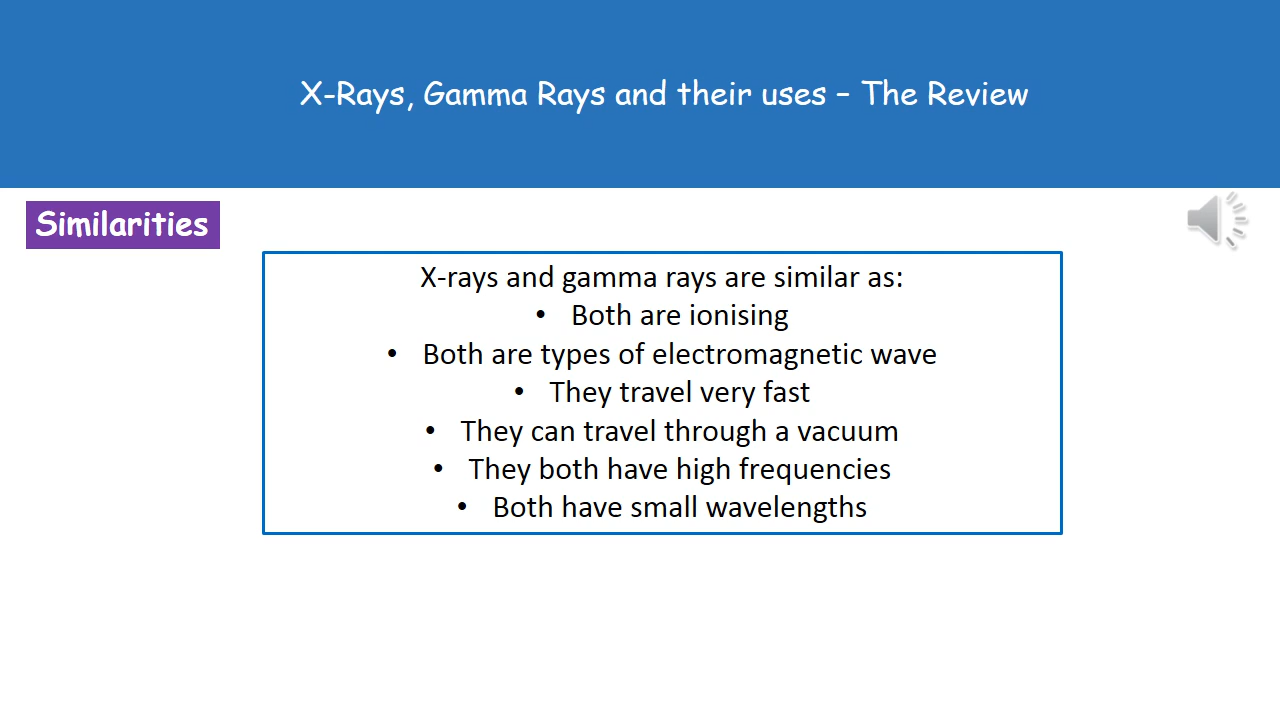 X-Rays, Gamma Rays and their uses – The Review
Similarities
X-rays and gamma rays are similar as:
• Both are ionising
• Both are types of electromagnetic wave
• They travel very fast
• They can travel through a vacuum
• They both have high frequencies
• Both have small wavelengths